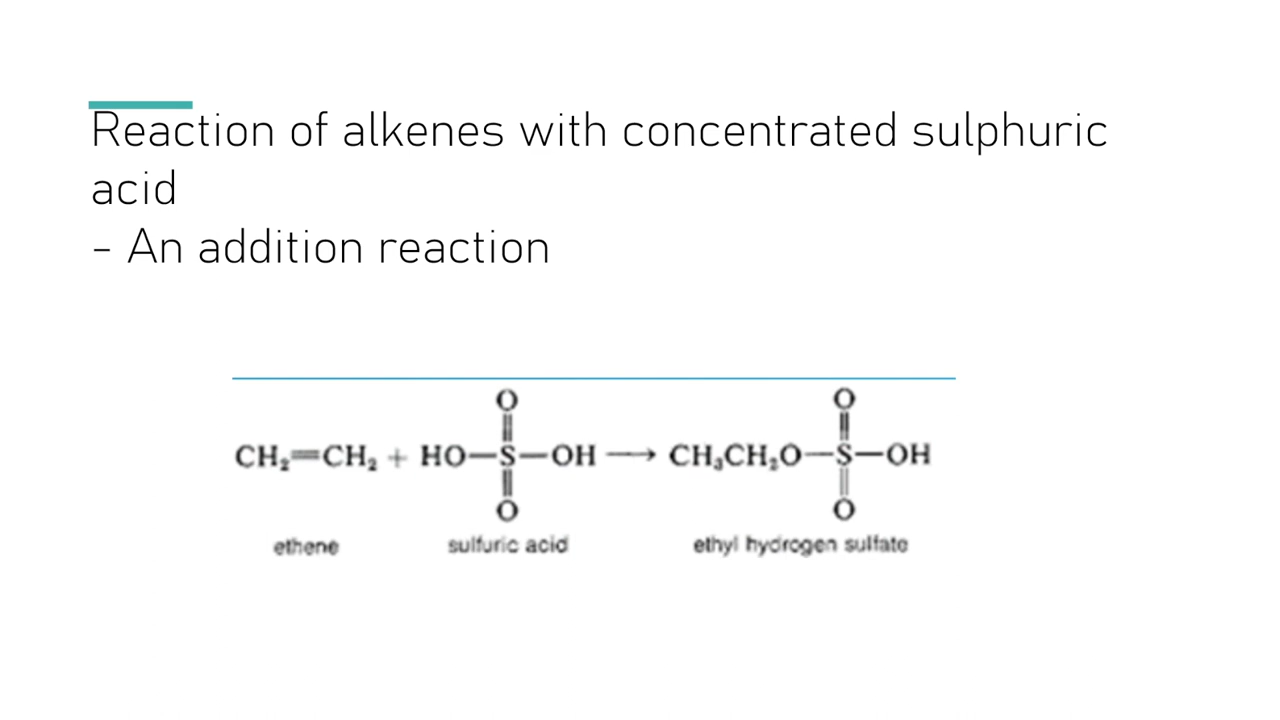 Reaction of alkenes with concentrated sulphuric
acid
– An addition reaction
O O
CH₂=CH₂ + HO—S—OH ⟶ CH₃CH₂O—S—OH
O O
ethene sulfuric acid ethyl hydrogen sulfate